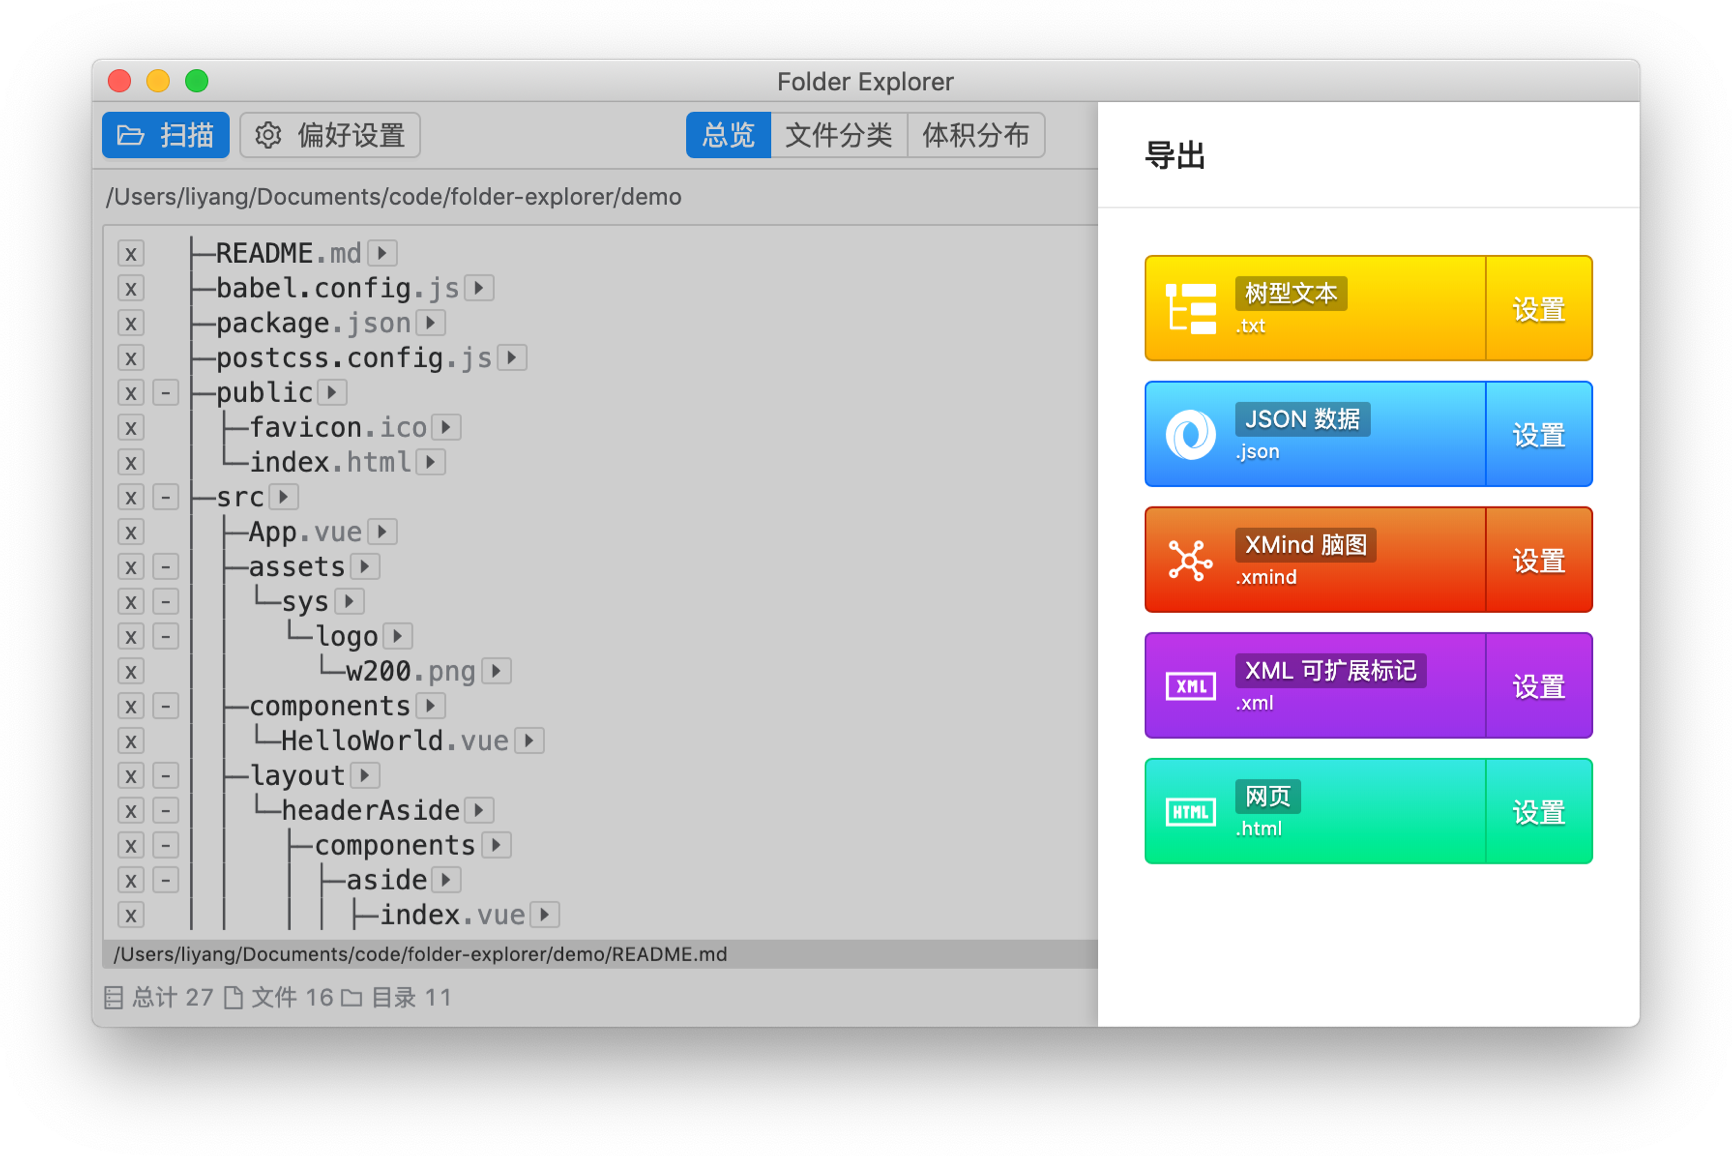 Folder Explorer
扫描 偏好设置 总览 文件分类 体积分布
/Users/liyang/Documents/code/folder-explorer/demo
x ├─README.md
x ├─babel.config.js
x ├─package.json
x ├─postcss.config.js
x - ├─public
x │ ├─favicon.ico
x │ └─index.html
x - ├─src
x │ ├─App.vue
x - │ ├─assets
x - │ │ └─sys
x - │ │   └─logo
x │ │     └─w200.png
x - │ ├─components
x │ │ └─HelloWorld.vue
x - │ ├─layout
x - │ │ └─headerAside
x - │ │   ├─components
x - │ │   │ ├─aside
x │ │   │ │ ├─index.vue
/Users/liyang/Documents/code/folder-explorer/demo/README.md
总计 27 文件 16 目录 11
导出
树型文本
.txt
设置
JSON 数据
.json
设置
XMind 脑图
.xmind
设置
XML
XML 可扩展标记
.xml
设置
HTML
网页
.html
设置